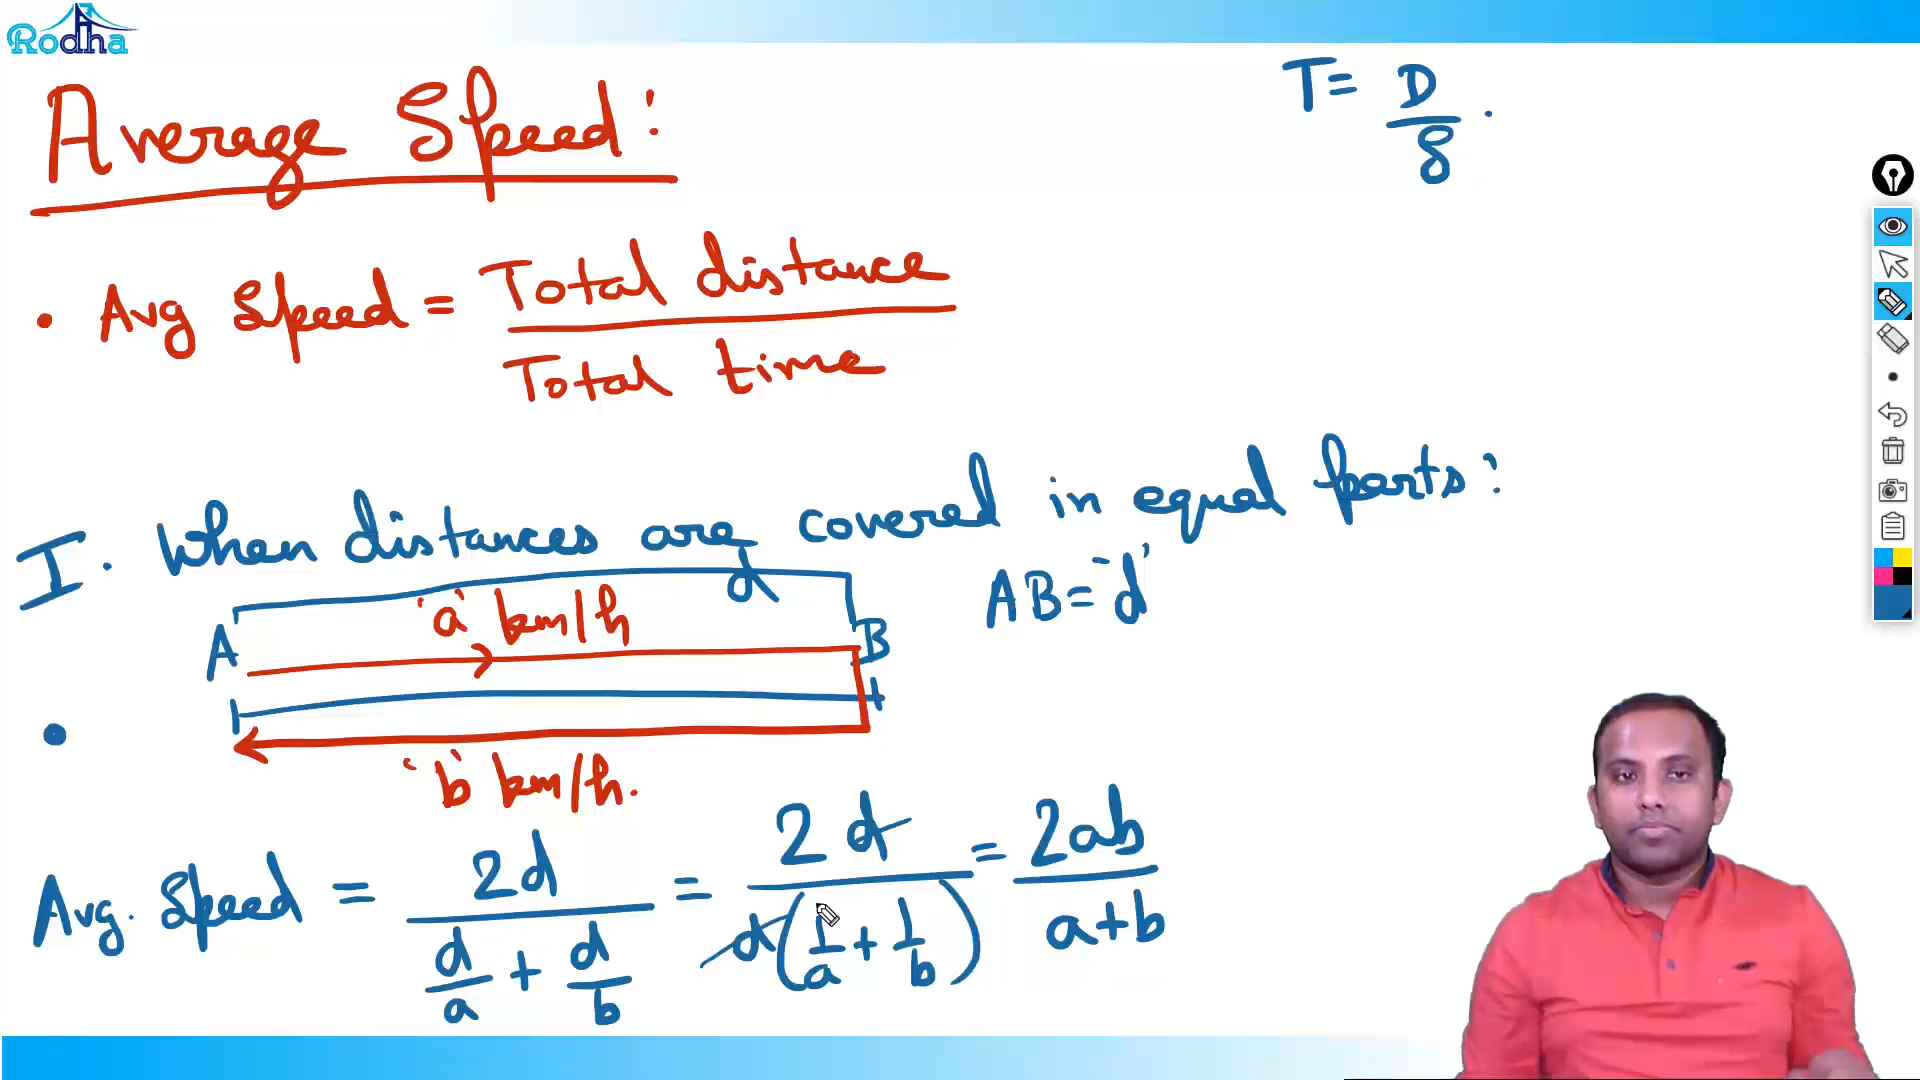 Rodha
T = D/S.
Average Speed:
• Avg Speed = Total distance / Total time
I. When distances are covered in equal parts:
d
AB = 'd'
'a' km/h
A B
'b' km/h.
Avg. Speed = 2d / (d/a + d/b) = 2d / d(1/a + 1/b) = 2ab / a+b